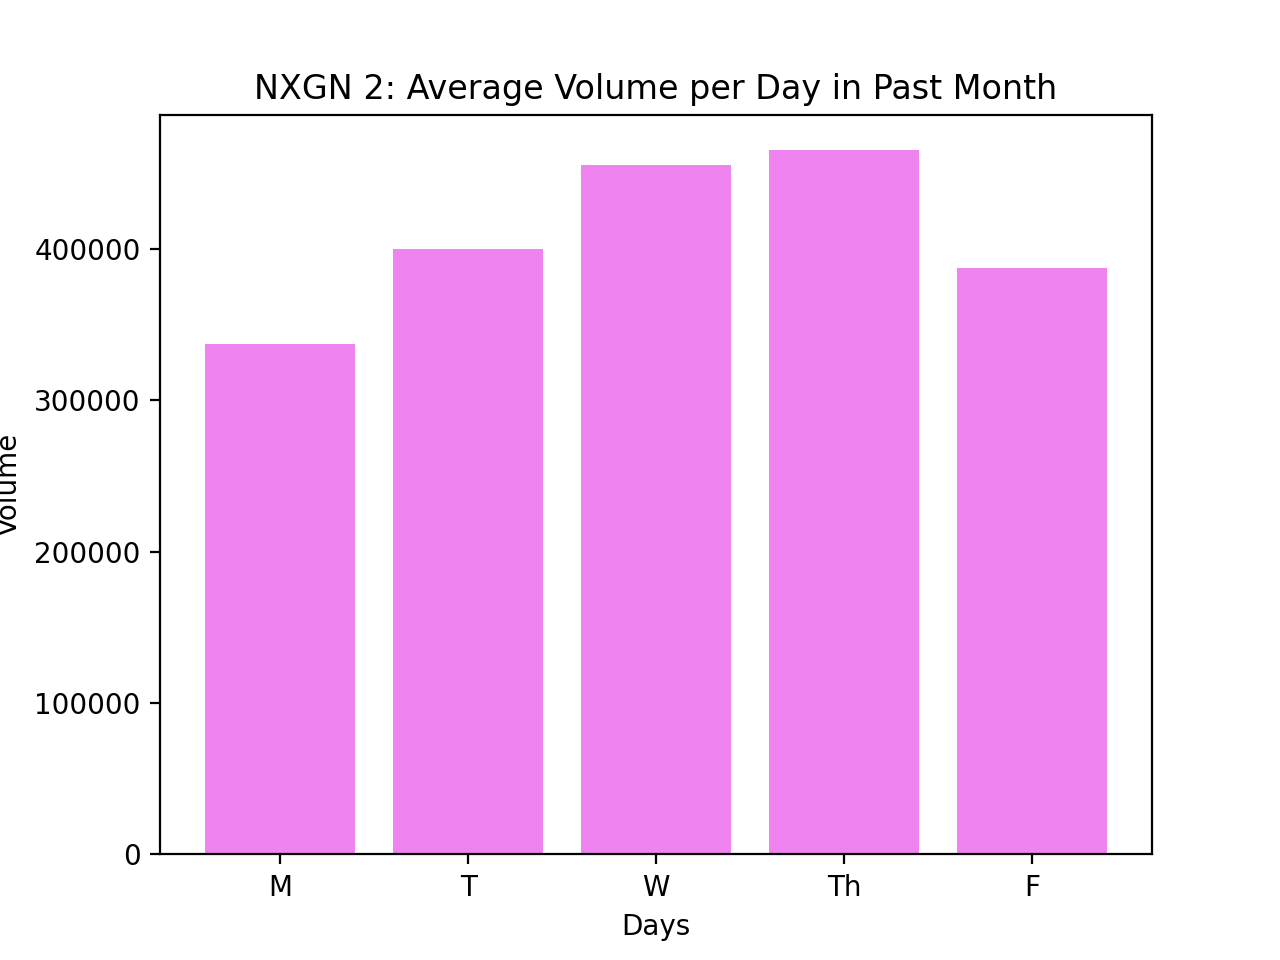 NXGN 2: Average Volume per Day in Past Month
Volume
400000
300000
200000
100000
0
M T W Th F
Days